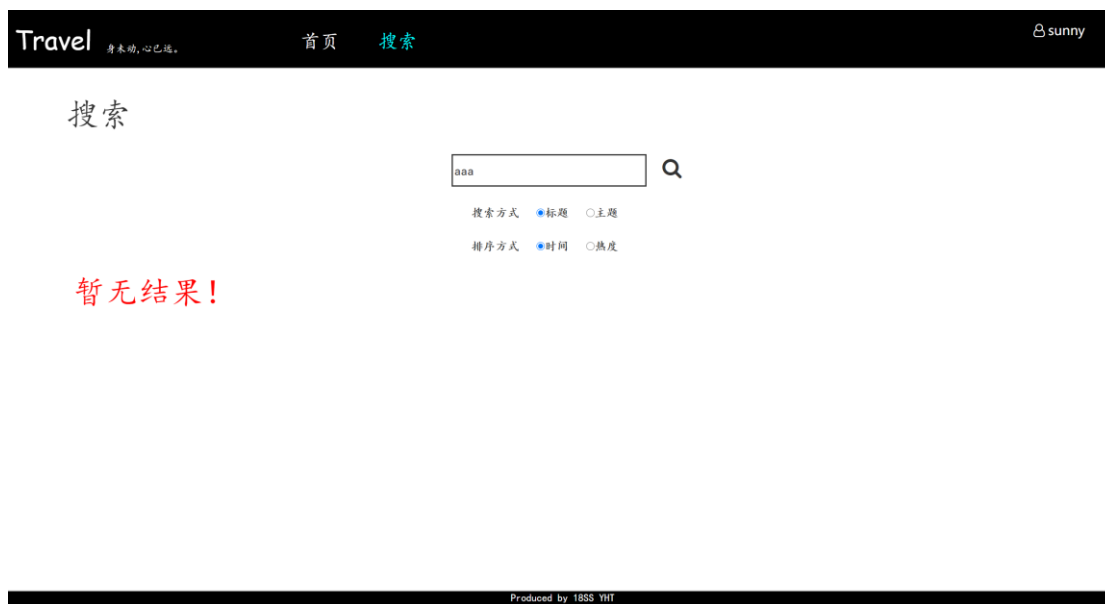 Travel 身未动,心已远。 首页 搜索 sunny
搜索
aaa
搜索方式 标题 主题
排序方式 时间 热度
暂无结果!
Produced by 18SS YHT